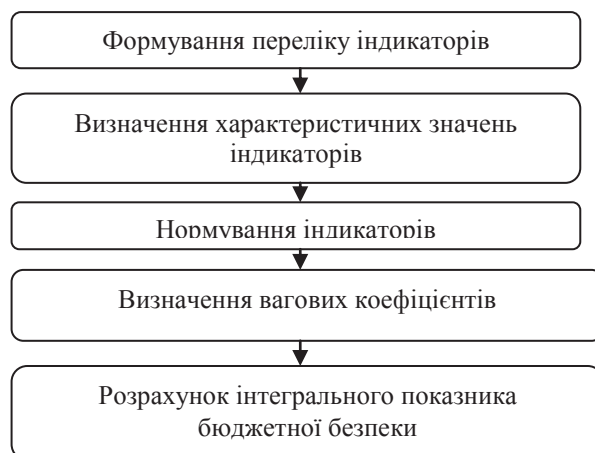 Формування переліку індикаторів
Визначення характеристичних значень
індикаторів
Нормування індикаторів
Визначення вагових коефіцієнтів
Розрахунок інтегрального показника
бюджетної безпеки